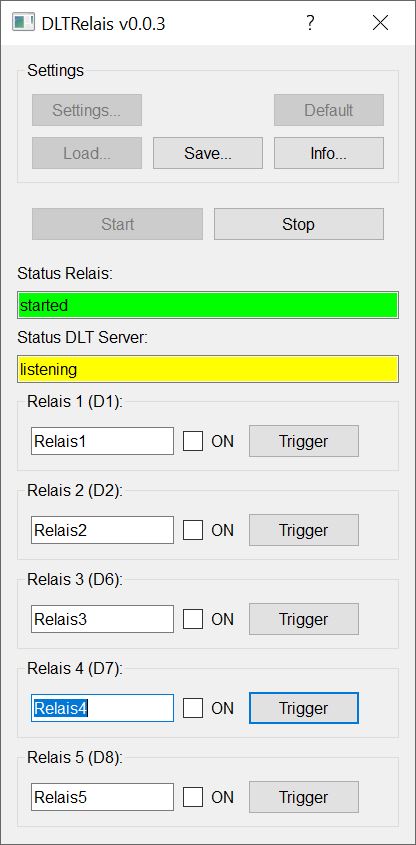 DLTRelais v0.0.3 ?
Settings
Settings... Default
Load... Save... Info...
Start Stop
Status Relais:
started
Status DLT Server:
listening
Relais 1 (D1):
Relais1 ON Trigger
Relais 2 (D2):
Relais2 ON Trigger
Relais 3 (D6):
Relais3 ON Trigger
Relais 4 (D7):
Relais4 ON Trigger
Relais 5 (D8):
Relais5 ON Trigger